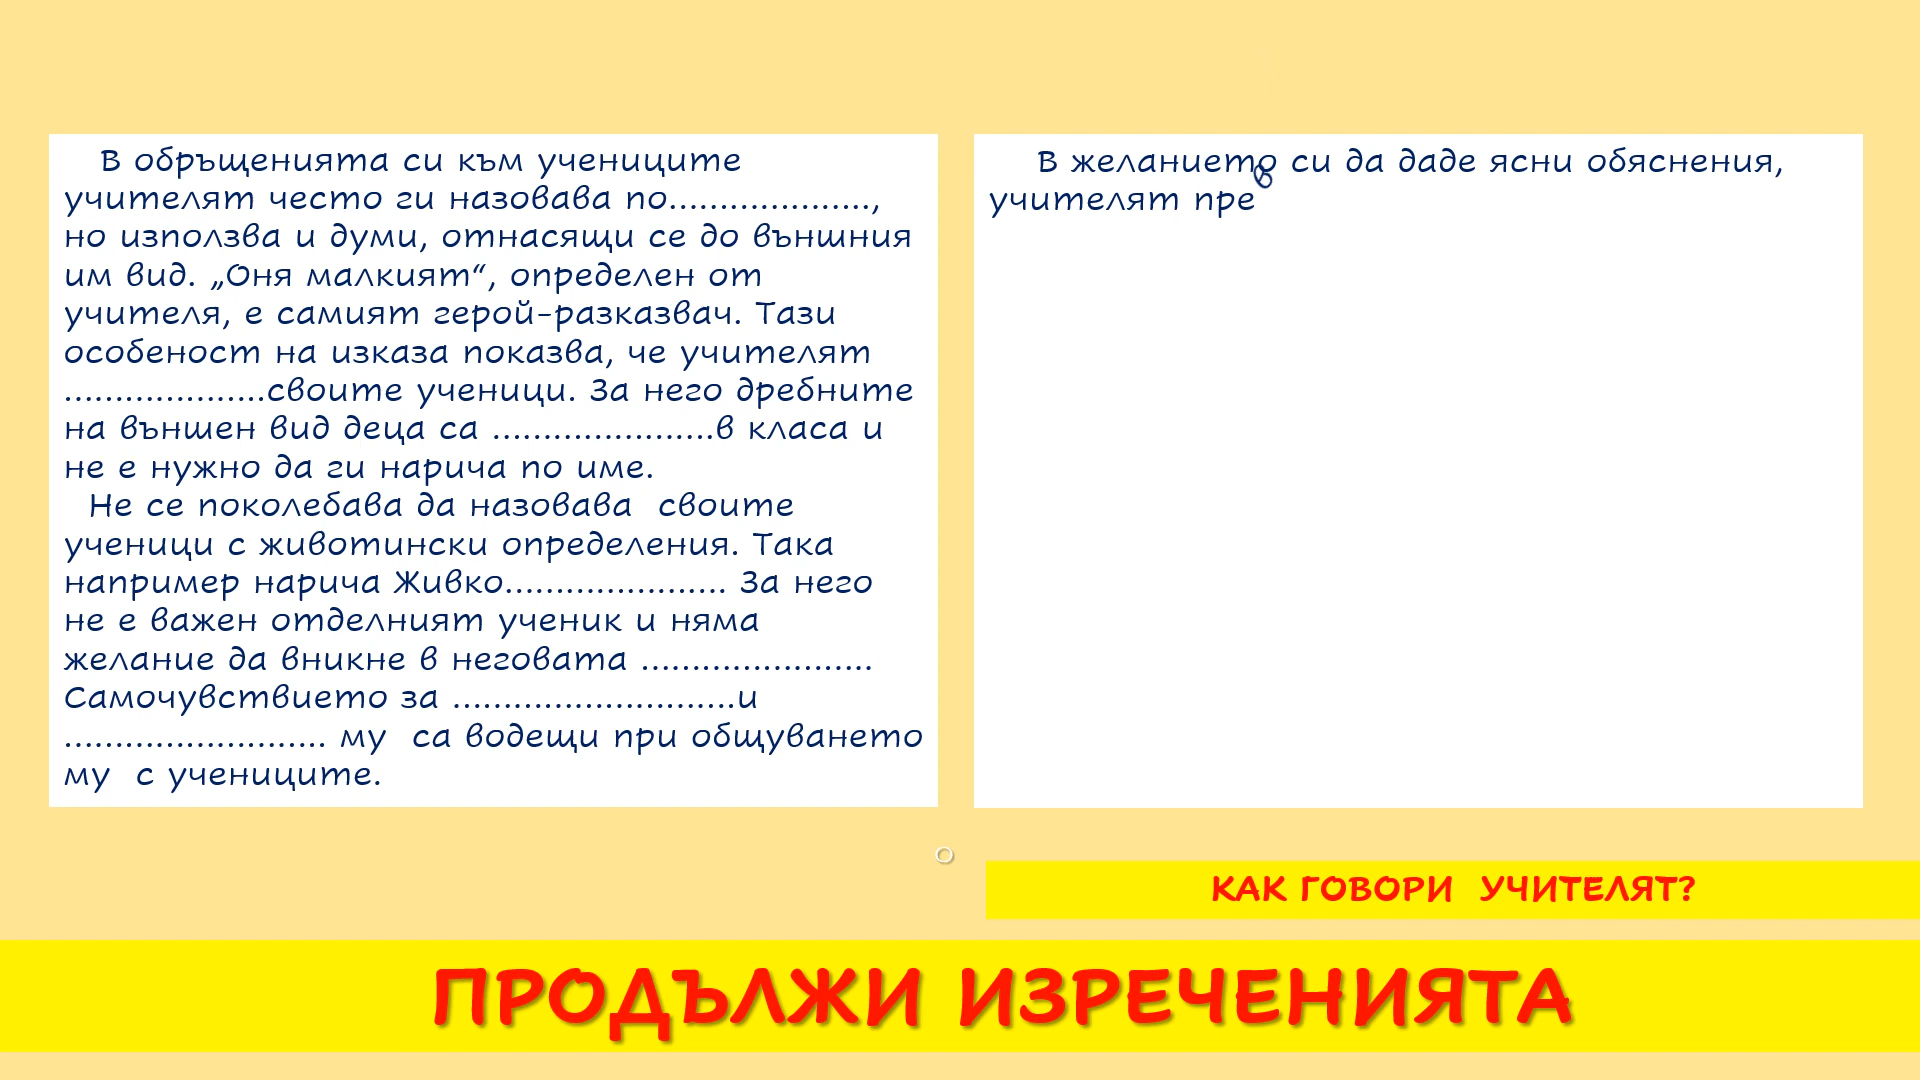 В обръщенията си към учениците
учителят често ги назовава по....................,
но използва и думи, отнасящи се до външния
им вид. „Оня малкият“, определен от
учителя, е самият герой-разказвач. Тази
особеност на изказа показва, че учителят
....................своите ученици. За него дребните
на външен вид деца са ......................в класа и
не е нужно да ги нарича по име.
Не се поколебава да назовава своите
ученици с животински определения. Така
например нарича Живко...................... За него
не е важен отделният ученик и няма
желание да вникне в неговата .......................
Самочувствието за ............................и
.......................... му са водещи при общуването
му с учениците.
В желанието си да даде ясни обяснения,
учителят прев
КАК ГОВОРИ УЧИТЕЛЯТ?
ПРОДЪЛЖИ ИЗРЕЧЕНИЯТА